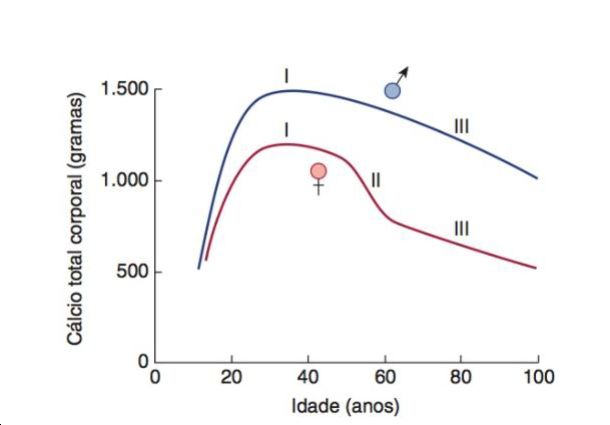 Cálcio total corporal (gramas)
1.500
1.000
500
0
I
III
I
II
III
0 20 40 60 80 100
Idade (anos)